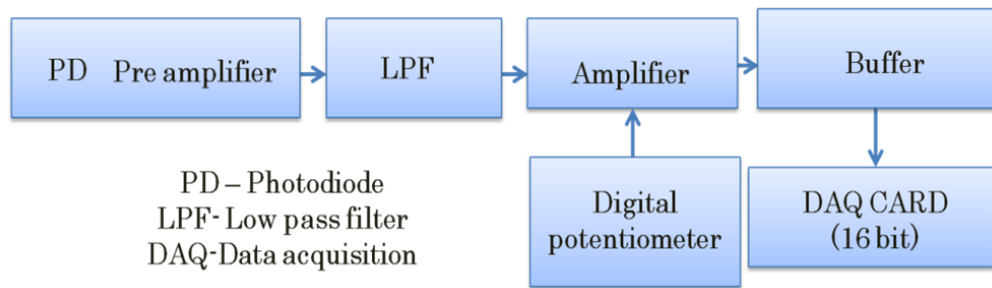 PD Pre amplifier
LPF
Amplifier
Buffer
PD – Photodiode
LPF- Low pass filter
DAQ-Data acquisition
Digital
potentiometer
DAQ CARD
(16 bit)